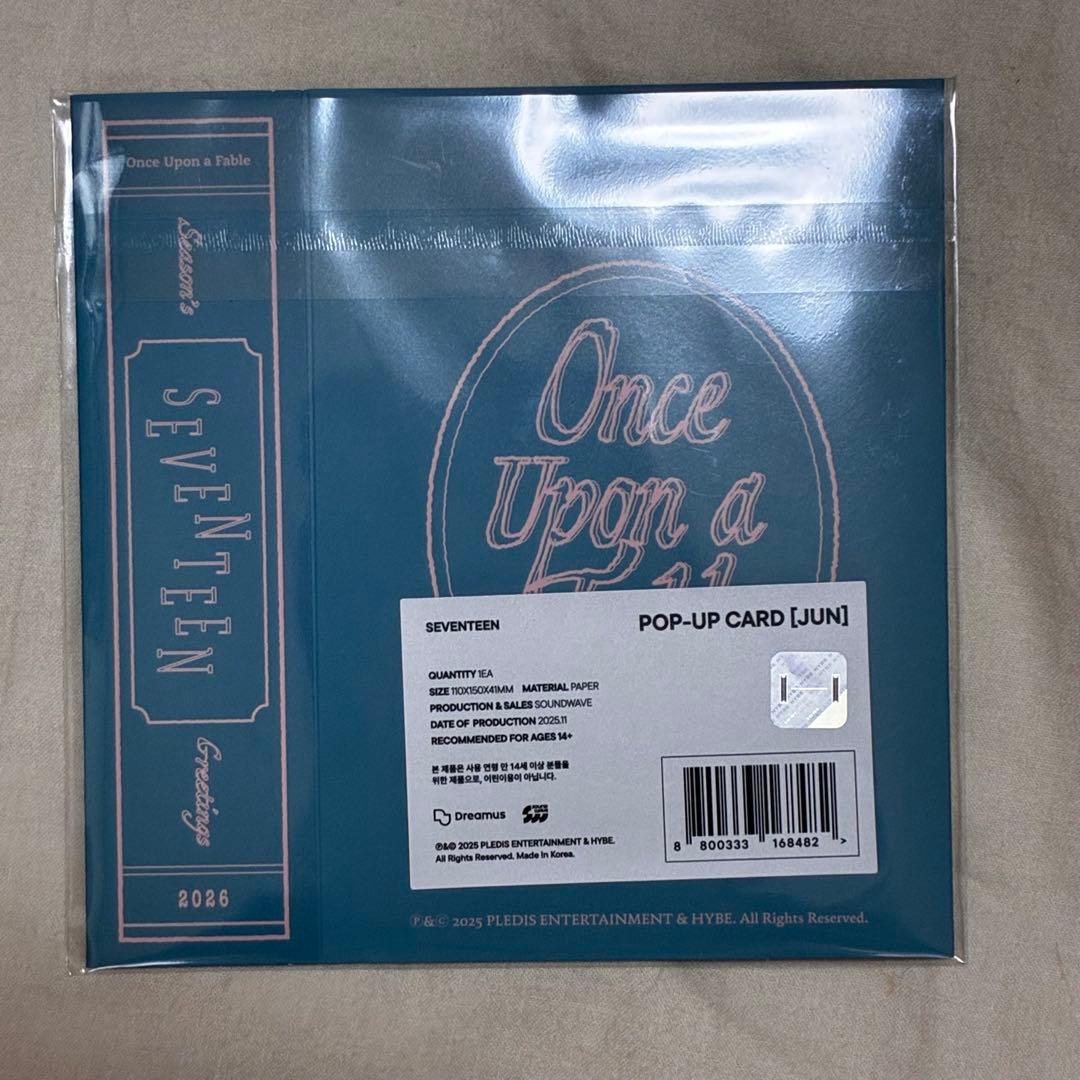 Once Upon a Fable
Season's
SEVENTEEN
Greetings
2026
Once
Upon a
SEVENTEEN
POP-UP CARD [JUN]
QUANTITY 1EA
SIZE 110X150X41MM MATERIAL PAPER
PRODUCTION & SALES SOUNDWAVE
DATE OF PRODUCTION 2025.11
RECOMMENDED FOR AGES 14+
본 제품은 사용 연령 만 14세 이상 분들을
위한 제품으로, 어린이용이 아닙니다.
Dreamus
sound wave
℗&© 2025 PLEDIS ENTERTAINMENT & HYBE.
All Rights Reserved. Made in Korea.
8 800333 168482 >
℗&© 2025 PLEDIS ENTERTAINMENT & HYBE. All Rights Reserved.